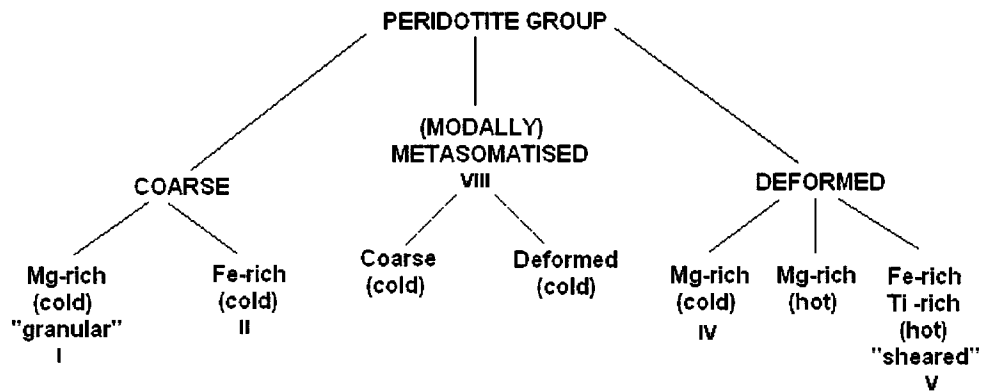 PERIDOTITE GROUP
(MODALLY)
METASOMATISED
VIII
COARSE
DEFORMED
Mg-rich
(cold)
"granular"
I
Fe-rich
(cold)
II
Coarse
(cold)
Deformed
(cold)
Mg-rich
(cold)
IV
Mg-rich
(hot)
Fe-rich
Ti -rich
(hot)
"sheared"
V